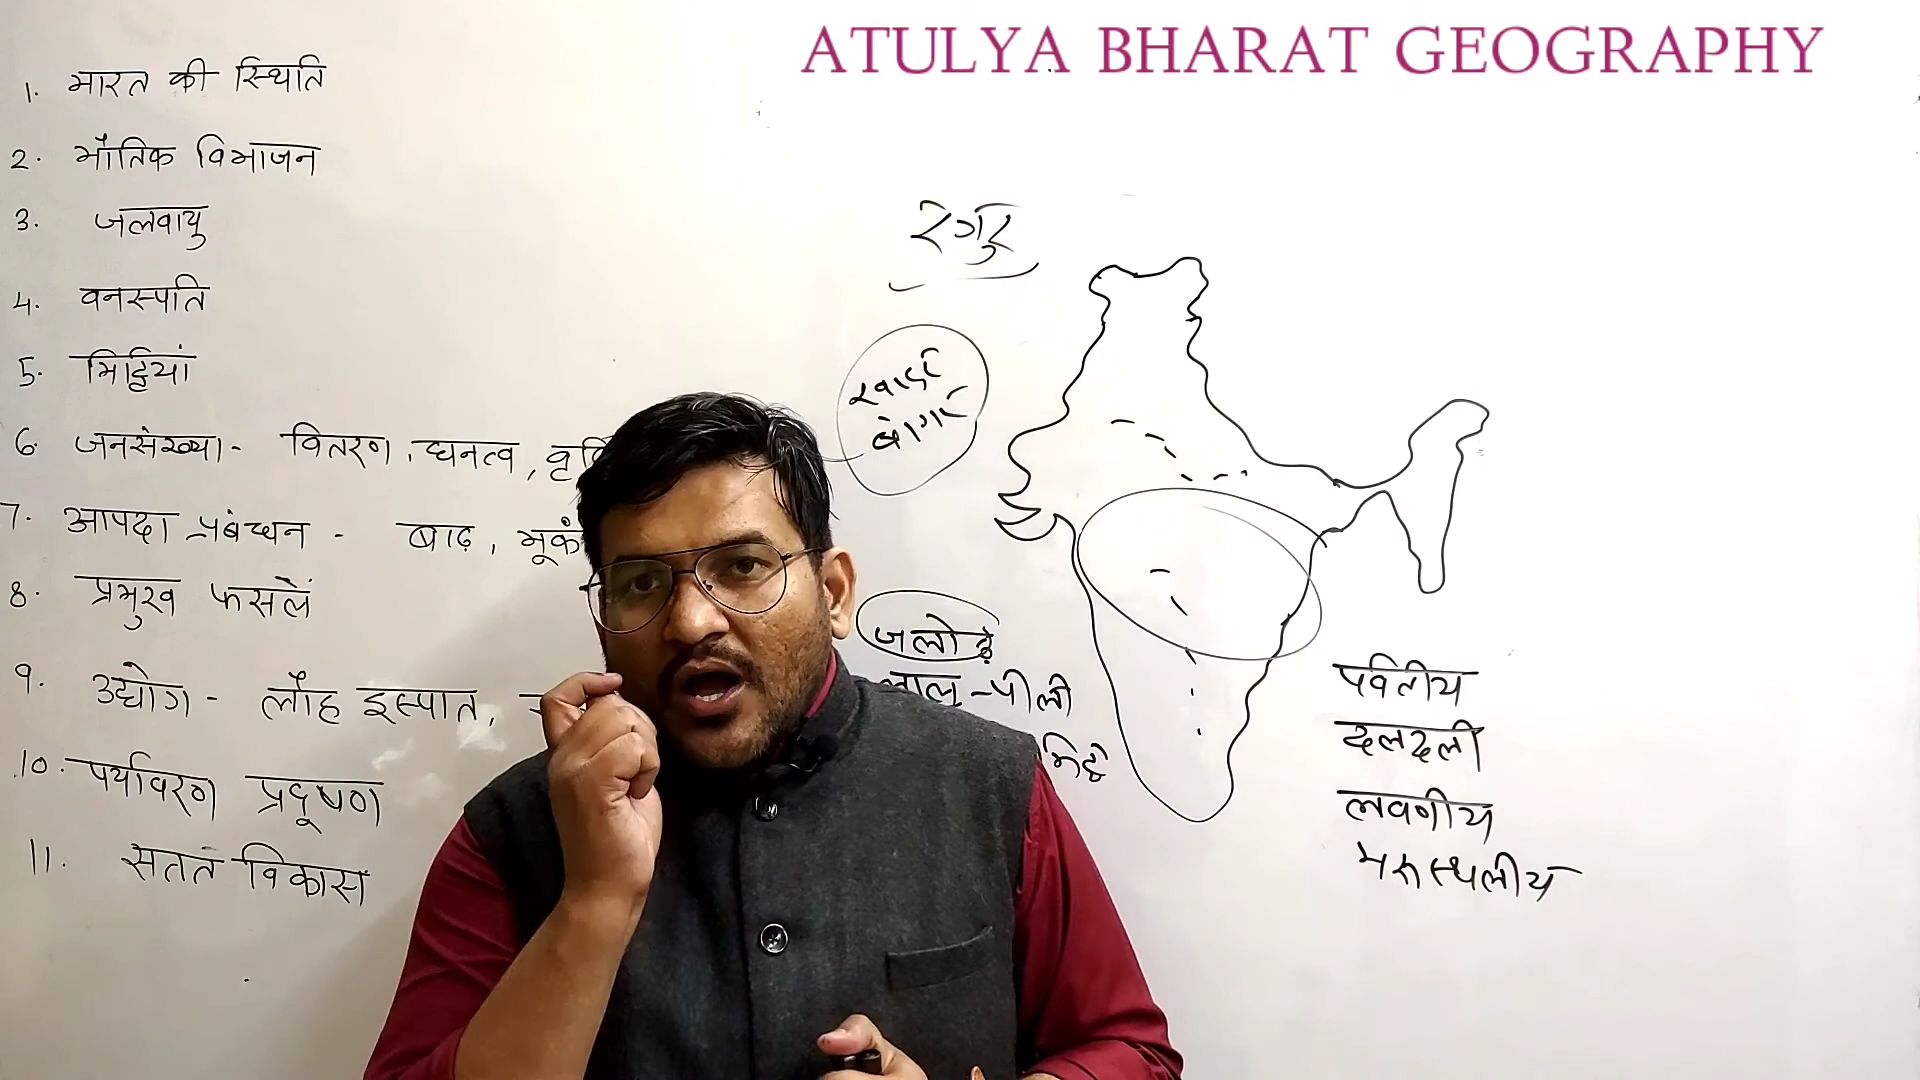 ATULYA BHARAT GEOGRAPHY
1. भारत की स्थिति
2. भौतिक विभाजन
3. जलवायु
4. वनस्पति
5. मिट्टियां
6. जनसंख्या - वितरण, घनत्व,
7. आपदा प्रबंधन - बाढ़,
8. प्रमुख फसलें
9. उद्योग - लौह इस्पात,
10. पर्यावरण प्रदूषण
11. सतत विकास
रेगुर
खादर
बांगर
जलोढ़
लाल-पीली
पर्वतीय
दलदली
लवणीय
मरुस्थलीय